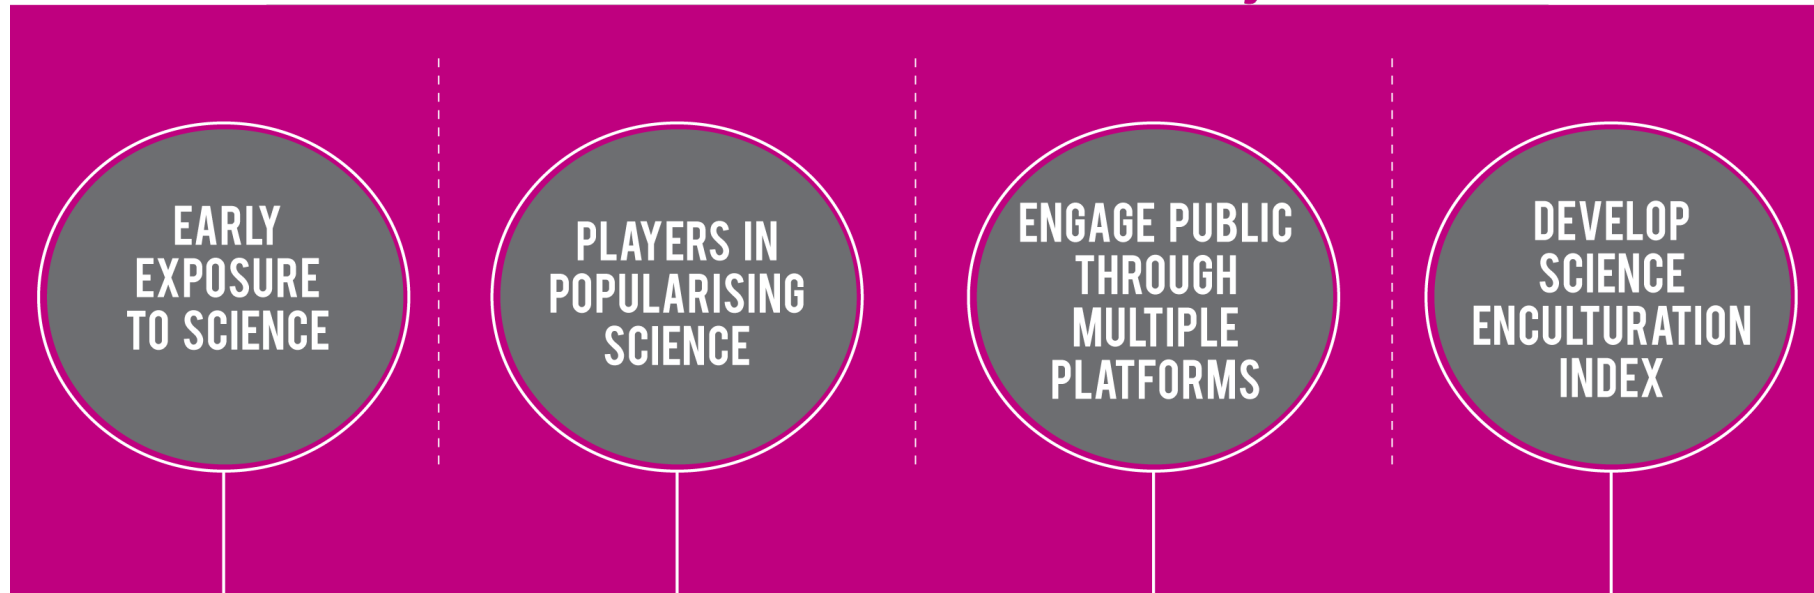 EARLY
EXPOSURE
TO SCIENCE
PLAYERS IN
POPULARISING
SCIENCE
ENGAGE PUBLIC
THROUGH
MULTIPLE
PLATFORMS
DEVELOP
SCIENCE
ENCULTURATION
INDEX